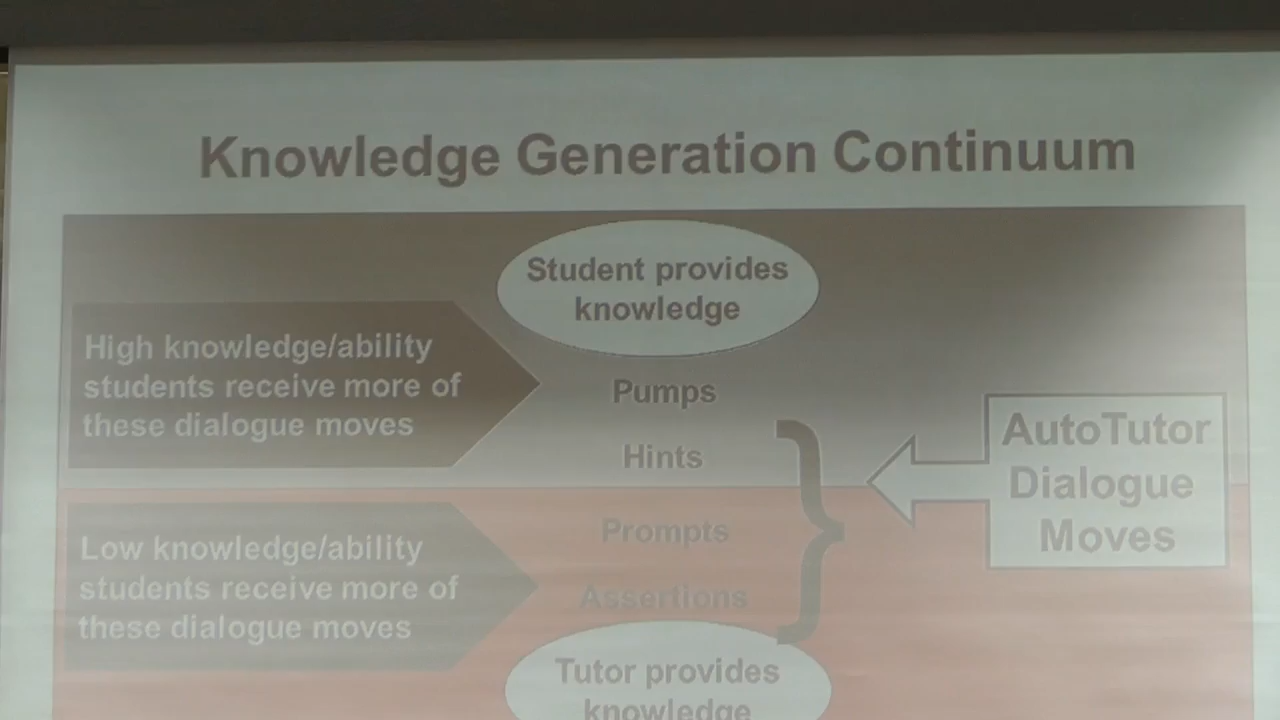 Knowledge Generation Continuum
Student provides
knowledge
High knowledge/ability
students receive more of
these dialogue moves
Pumps
Hints
AutoTutor
Dialogue
Moves
Low knowledge/ability
students receive more of
these dialogue moves
Prompts
Assertions
Tutor provides
knowledge